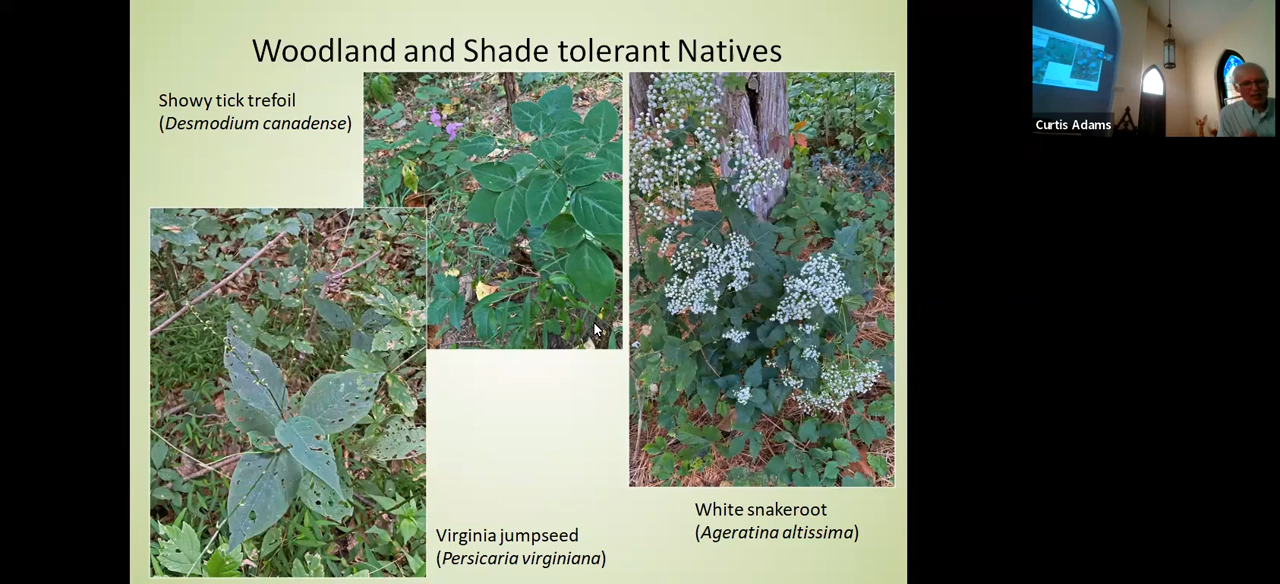 Woodland and Shade tolerant Natives
Showy tick trefoil
(Desmodium canadense)
Curtis Adams
White snakeroot
(Ageratina altissima)
Virginia jumpseed
(Persicaria virginiana)